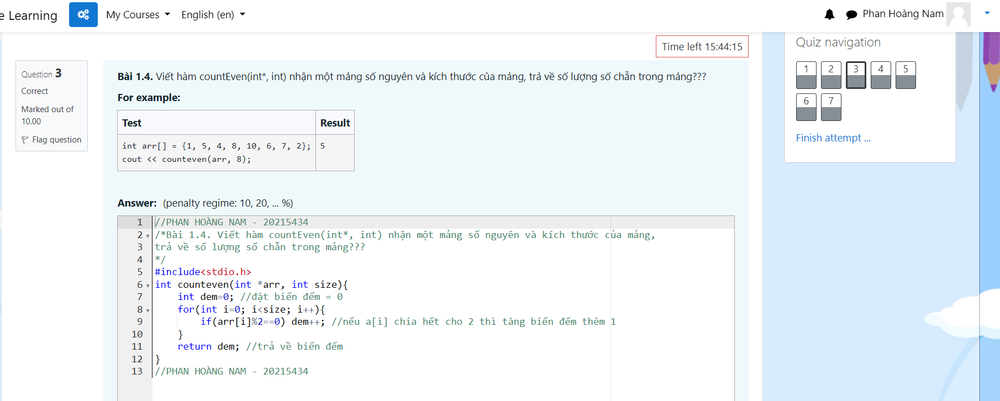 e Learning
My Courses
English (en)
Phan Hoàng Nam
Time left 15:44:15
Question 3
Correct
Marked out of
10.00
Flag question
Bài 1.4. Viết hàm countEven(int*, int) nhận một mảng số nguyên và kích thước của mảng, trả về số lượng số chẵn trong mảng???
For example:
Test Result
int arr[] = {1, 5, 4, 8, 10, 6, 7, 2}; 5
cout << counteven(arr, 8);
Answer: (penalty regime: 10, 20, ... %)
1 //PHAN HOÀNG NAM - 20215434
2 /*Bài 1.4. Viết hàm countEven(int*, int) nhận một mảng số nguyên và kích thước của mảng,
3 trả về số lượng số chẵn trong mảng???
4 */
5 #include<stdio.h>
6 int counteven(int *arr, int size){
7     int dem=0; //đặt biến đếm = 0
8     for(int i=0; i<size; i++){
9         if(arr[i]%2==0) dem++; //nếu a[i] chia hết cho 2 thì tăng biến đếm thêm 1
10     }
11     return dem; //trả về biến đếm
12 }
13 //PHAN HOÀNG NAM - 20215434
Quiz navigation
1 2 3 4 5
6 7
Finish attempt ...